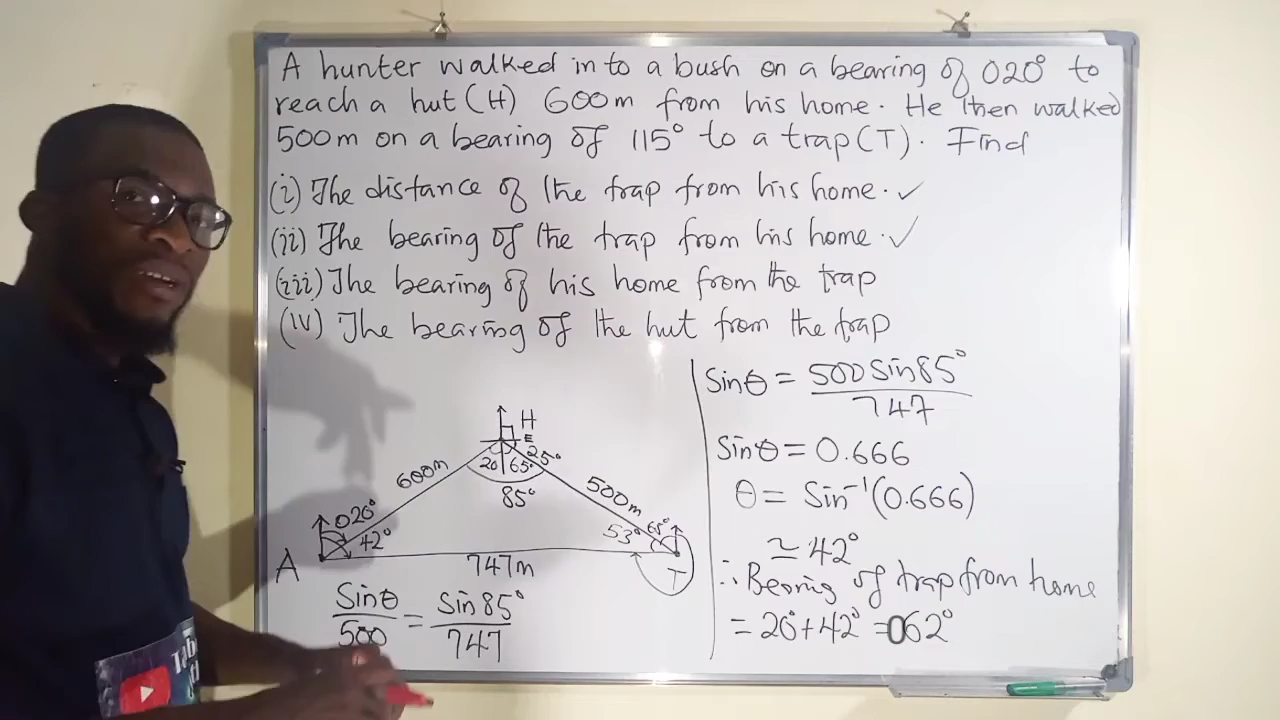 A hunter walked in to a bush on a bearing of 020° to
reach a hut (H) 600m from his home. He then walked
500m on a bearing of 115° to a trap (T). Find
(i) The distance of the trap from his home. ✓
(ii) The bearing of the trap from his home. ✓
(iii) The bearing of his home from the trap
(iv) The bearing of the hut from the trap
H
E
25°
20 65°
85°
600m
500m
020°
42°
53°
65°
A
747m
T
Sinθ/500 = Sin85°/747
Sinθ = 500Sin85°/747
Sinθ = 0.666
θ = Sin⁻¹(0.666)
≃ 42°
∴ Bearing of trap from home
= 20° + 42° = 062°